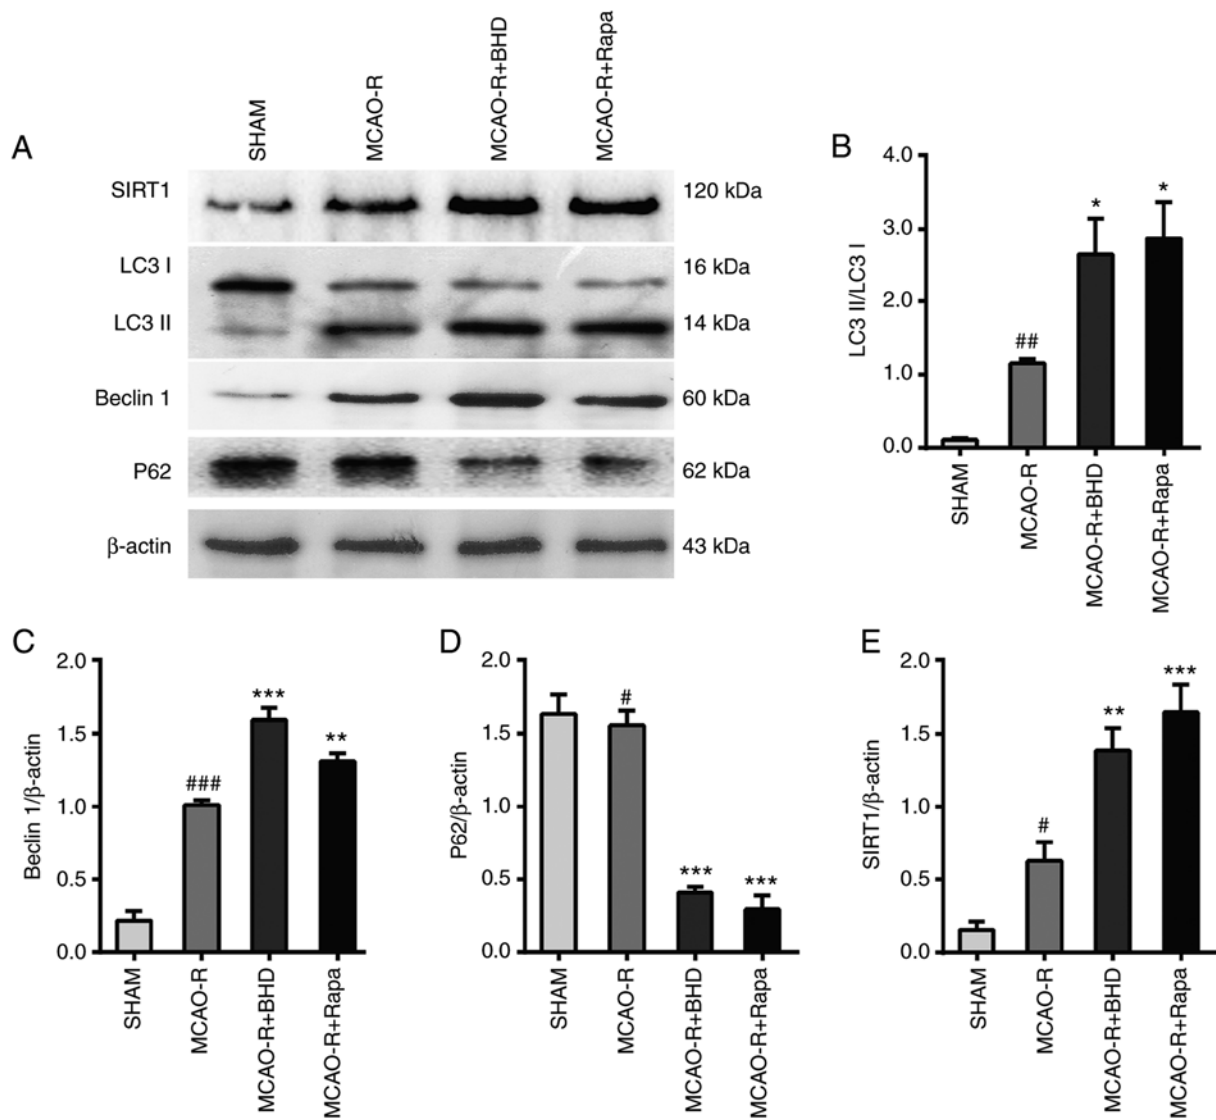 A
SHAM
MCAO-R
MCAO-R+BHD
MCAO-R+Rapa
SIRT1
120 kDa
LC3 I
16 kDa
LC3 II
14 kDa
Beclin 1
60 kDa
P62
62 kDa
β-actin
43 kDa
B
LC3 II/LC3 I
4.0
3.0
2.0
1.0
0.0
##
*
*
SHAM
MCAO-R
MCAO-R+BHD
MCAO-R+Rapa
C
Beclin 1/β-actin
2.0
1.5
1.0
0.5
0.0
###
***
**
SHAM
MCAO-R
MCAO-R+BHD
MCAO-R+Rapa
D
P62/β-actin
2.0
1.5
1.0
0.5
0.0
#
***
***
SHAM
MCAO-R
MCAO-R+BHD
MCAO-R+Rapa
E
SIRT1/β-actin
2.0
1.5
1.0
0.5
0.0
#
**
***
SHAM
MCAO-R
MCAO-R+BHD
MCAO-R+Rapa